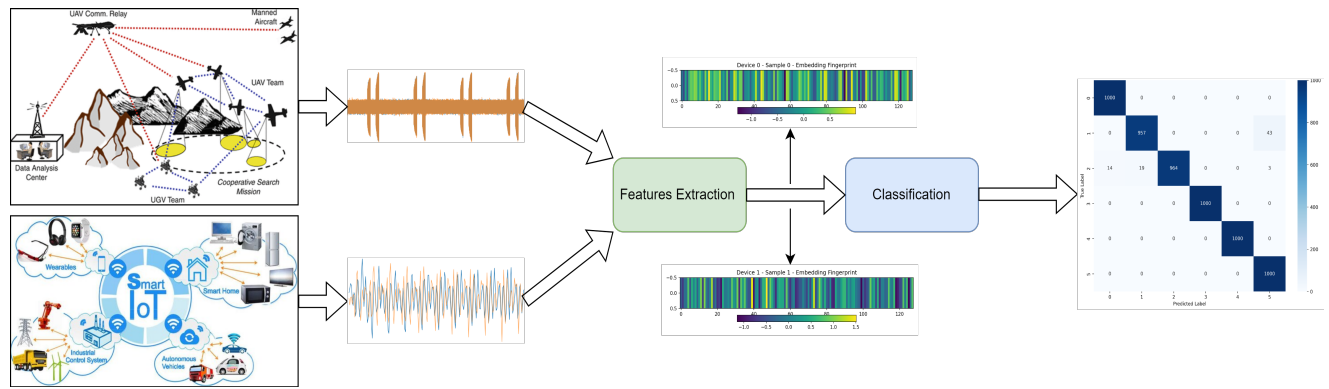 UAV Comm. Relay
Manned
Aircraft
UAV Team
Data Analysis
Center
Cooperative Search
Mission
UGV Team
Wearables
Smart
IoT
Smart Home
Industrial
Control System
Autonomous
Vehicles
Features Extraction
Device 0 - Sample 0 - Embedding Fingerprint
-0.5
0.0
0.5
0 20 40 60 80 100 120
-1.0 -0.5 0.0 0.5
Device 1 - Sample 1 - Embedding Fingerprint
-0.5
0.0
0.5
0 20 40 60 80 100 120
-1.0 -0.5 0.0 0.5 1.0 1.5
Classification
True Label
0 1000 0 0 0 0 0
1 0 957 0 0 0 43
2 14 19 964 0 0 3
3 0 0 0 1000 0 0
4 0 0 0 0 1000 0
5 0 0 0 0 0 1000
0 1 2 3 4 5
Predicted Label
1000
800
600
400
200
0